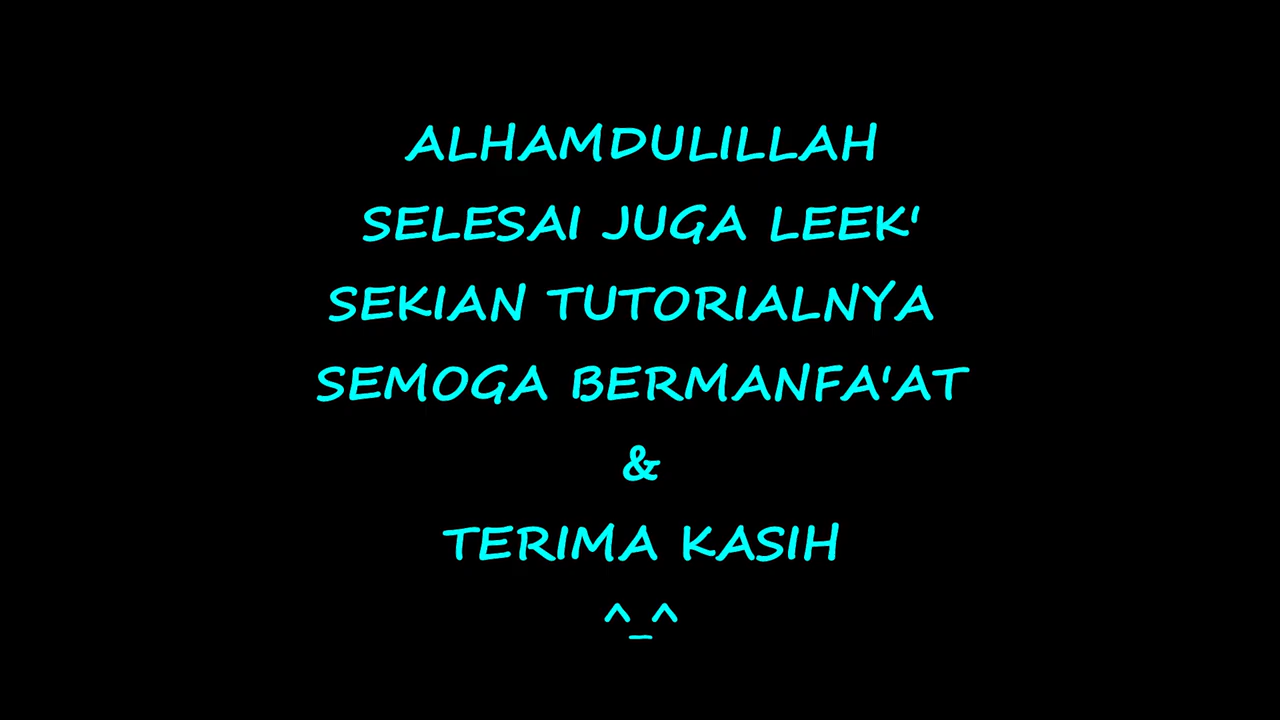 ALHAMDULILLAH
SELESAI JUGA LEEK'
SEKIAN TUTORIALNYA
SEMOGA BERMANFA'AT
&
TERIMA KASIH
^_^